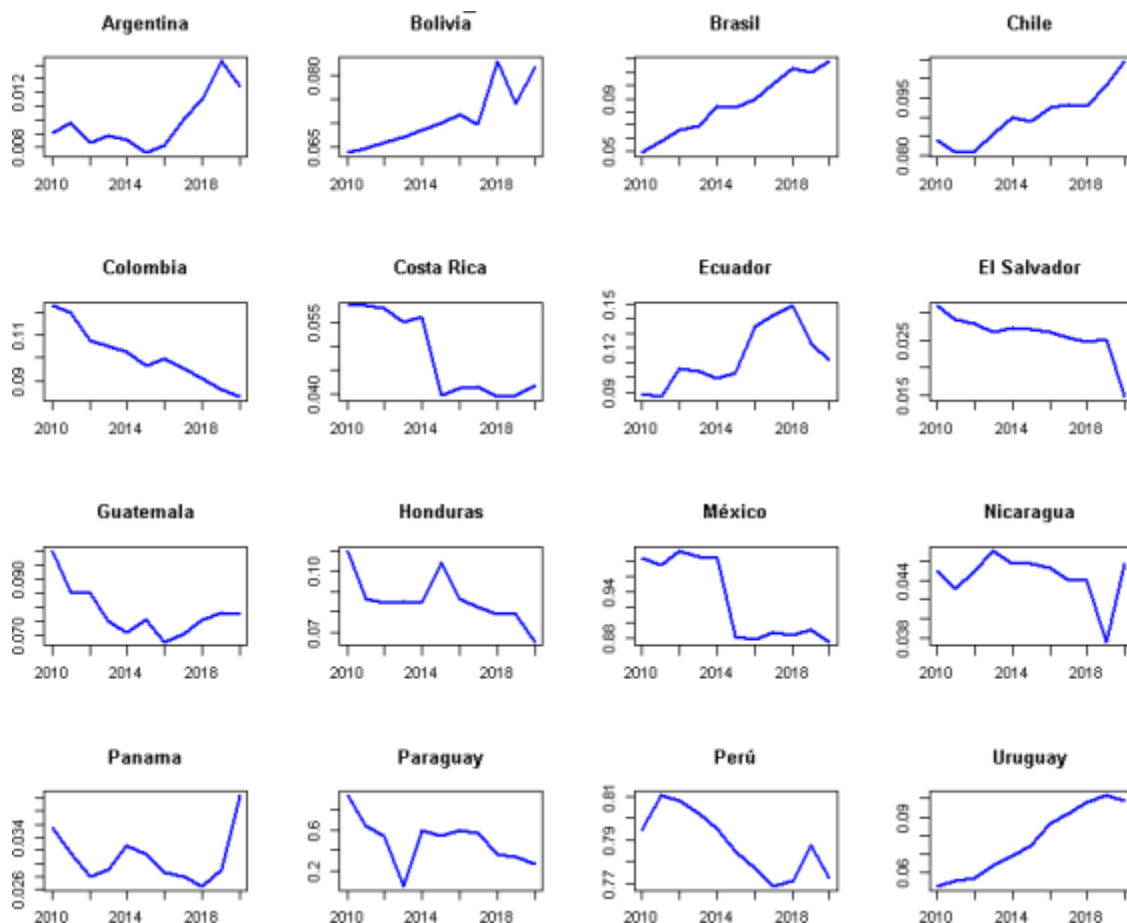 Argentina Bolivia Brasil Chile
0.012 0.080 0.09 0.095
0.008 0.065 0.05 0.080
2010 2014 2018 2010 2014 2018 2010 2014 2018 2010 2014 2018
Colombia Costa Rica Ecuador El Salvador
0.11 0.055 0.15 0.025
0.09 0.040 0.12 0.015
0.09
2010 2014 2018 2010 2014 2018 2010 2014 2018 2010 2014 2018
Guatemala Honduras México Nicaragua
0.090 0.10 0.94 0.044
0.070 0.07 0.88 0.038
2010 2014 2018 2010 2014 2018 2010 2014 2018 2010 2014 2018
Panama Paraguay Perú Uruguay
0.034 0.6 0.81 0.09
0.026 0.2 0.79 0.06
0.77
2010 2014 2018 2010 2014 2018 2010 2014 2018 2010 2014 2018